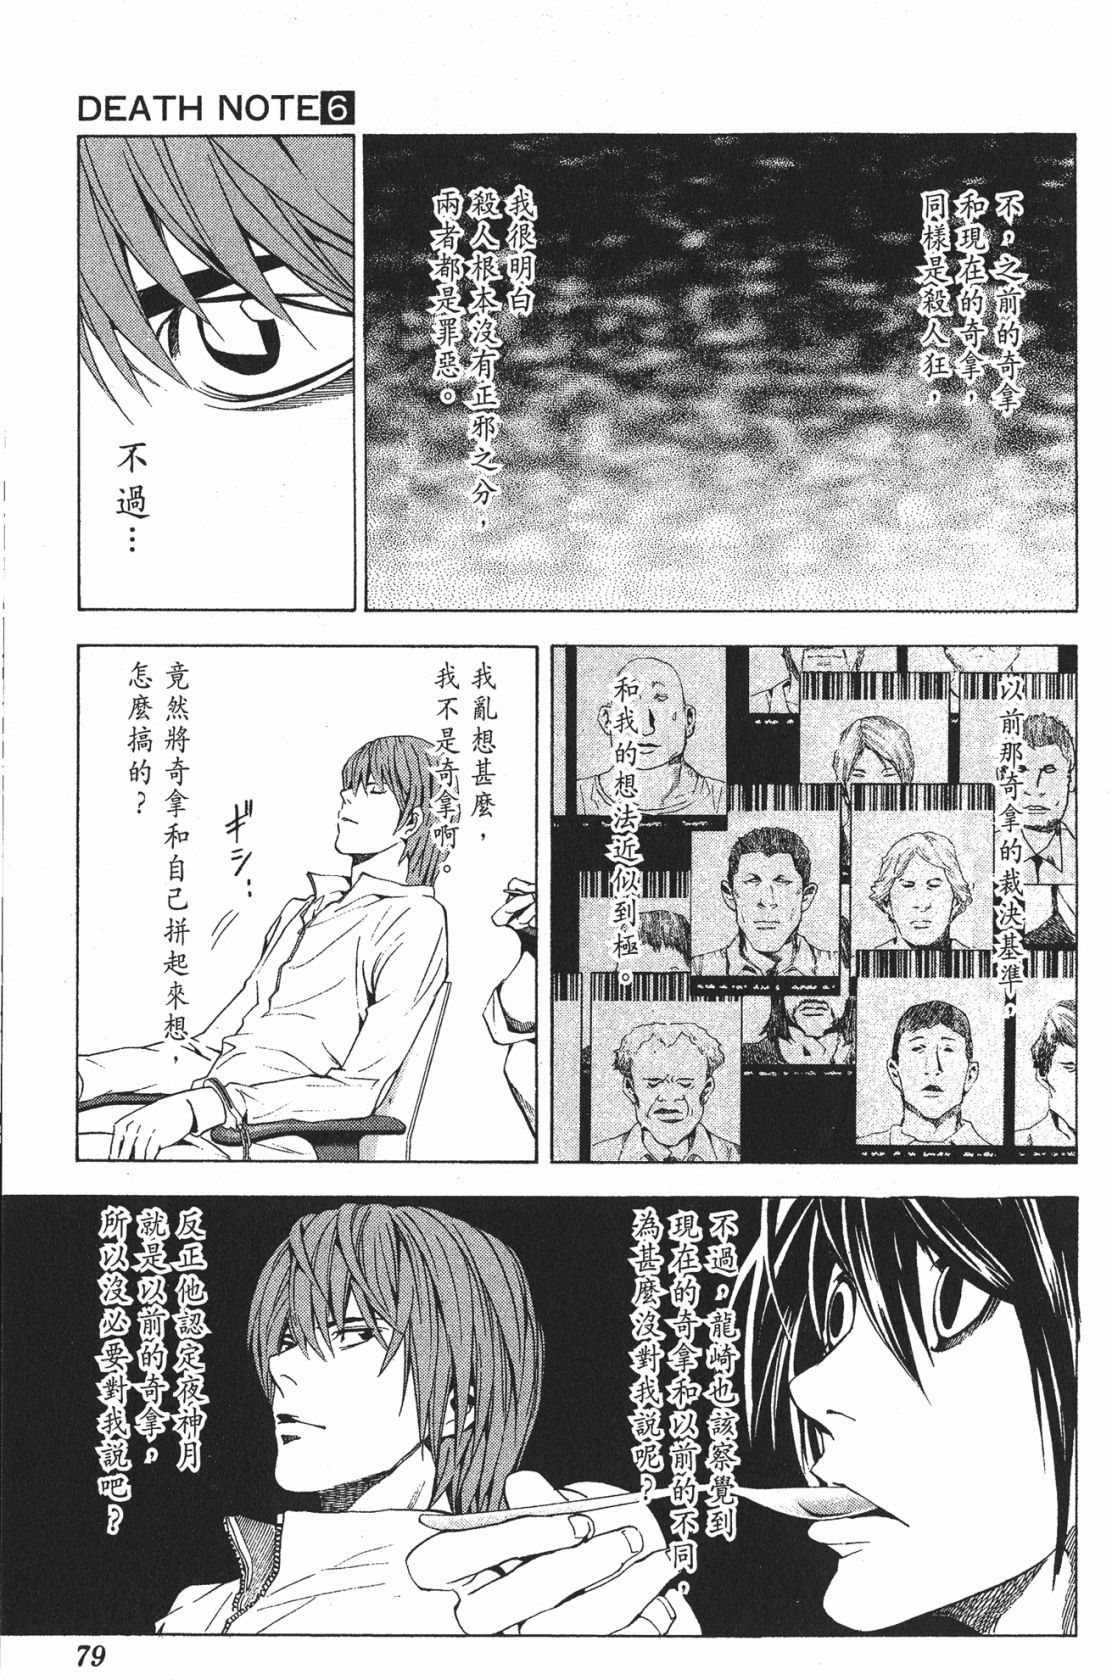 DEATH NOTE 6
不，之前的奇拿
和現在的奇拿，
同樣是殺人狂，
我很明白
殺人根本沒有正邪之分，
兩者都是罪惡。
不過…
以前那奇拿的裁決基準，
和我的想法近似到極。
我亂想甚麼，
我不是奇拿啊。
ギシ…
竟然將奇拿和自己拼起來想，
怎麼搞的？
不過，龍崎也該察覺到
現在的奇拿和以前的不同，
為甚麼沒對我說呢？
反正他認定夜神月
就是以前的奇拿，
所以沒必要對我說吧？
79